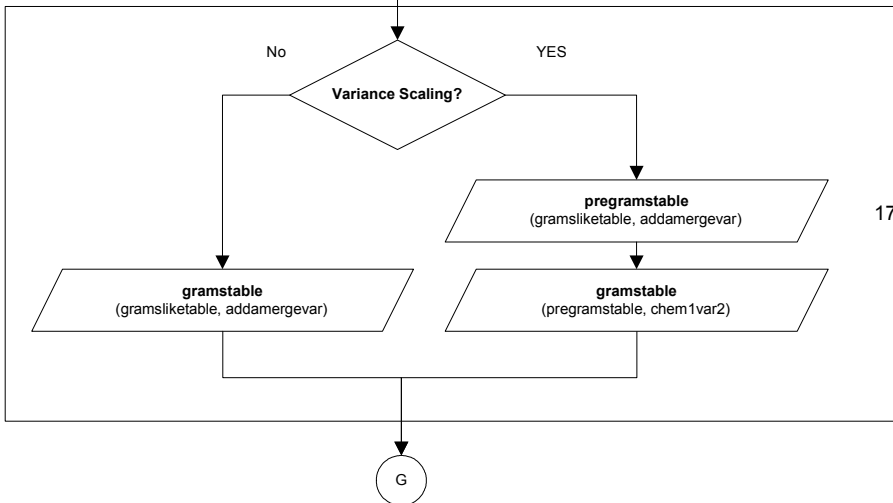 No
YES
Variance Scaling?
pregramstable
(gramsliketable, addamergevar)
17
gramstable
(gramsliketable, addamergevar)
gramstable
(pregramstable, chem1var2)
G